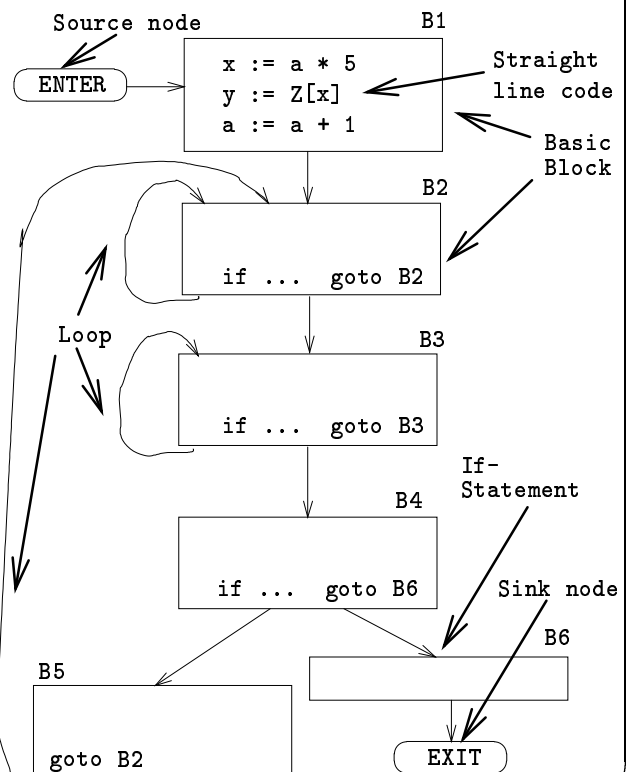 Source node
B1
ENTER
x := a * 5
y := Z[x]
a := a + 1
Straight
line code
Basic
Block
B2
if ... goto B2
Loop
B3
if ... goto B3
If-
Statement
B4
if ... goto B6
Sink node
B6
B5
goto B2
EXIT